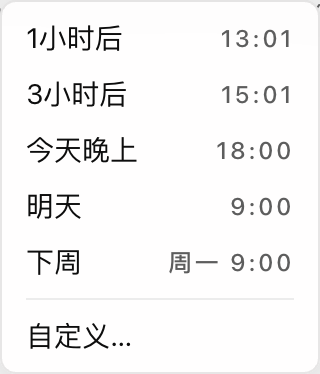 1小时后 13:01
3小时后 15:01
今天晚上 18:00
明天 9:00
下周 周一 9:00
自定义...